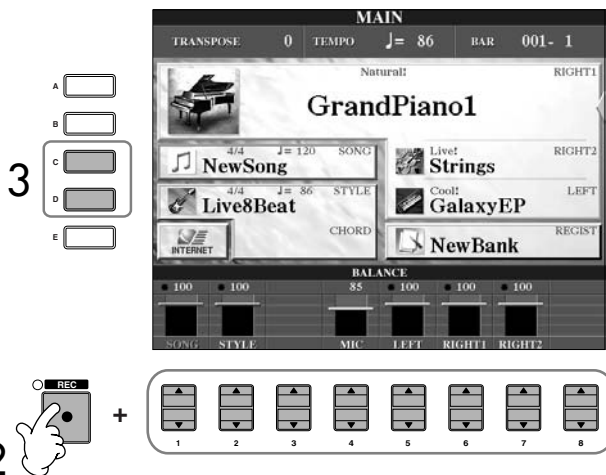 MAIN
TRANSPOSE 0 TEMPO ♩= 86 BAR 001- 1
Natural! RIGHT1
GrandPiano1
4/4 ♩= 120 SONG
NewSong
Live! RIGHT2
Strings
4/4 ♩= 86 STYLE
Live8Beat
Cool! LEFT
GalaxyEP
INTERNET
CHORD
REGIST
NewBank
BALANCE
100 100 85 100 100 100
SONG STYLE MIC LEFT RIGHT1 RIGHT2
A
B
C
D
E
3
REC
+
1 2 3 4 5 6 7 8
2